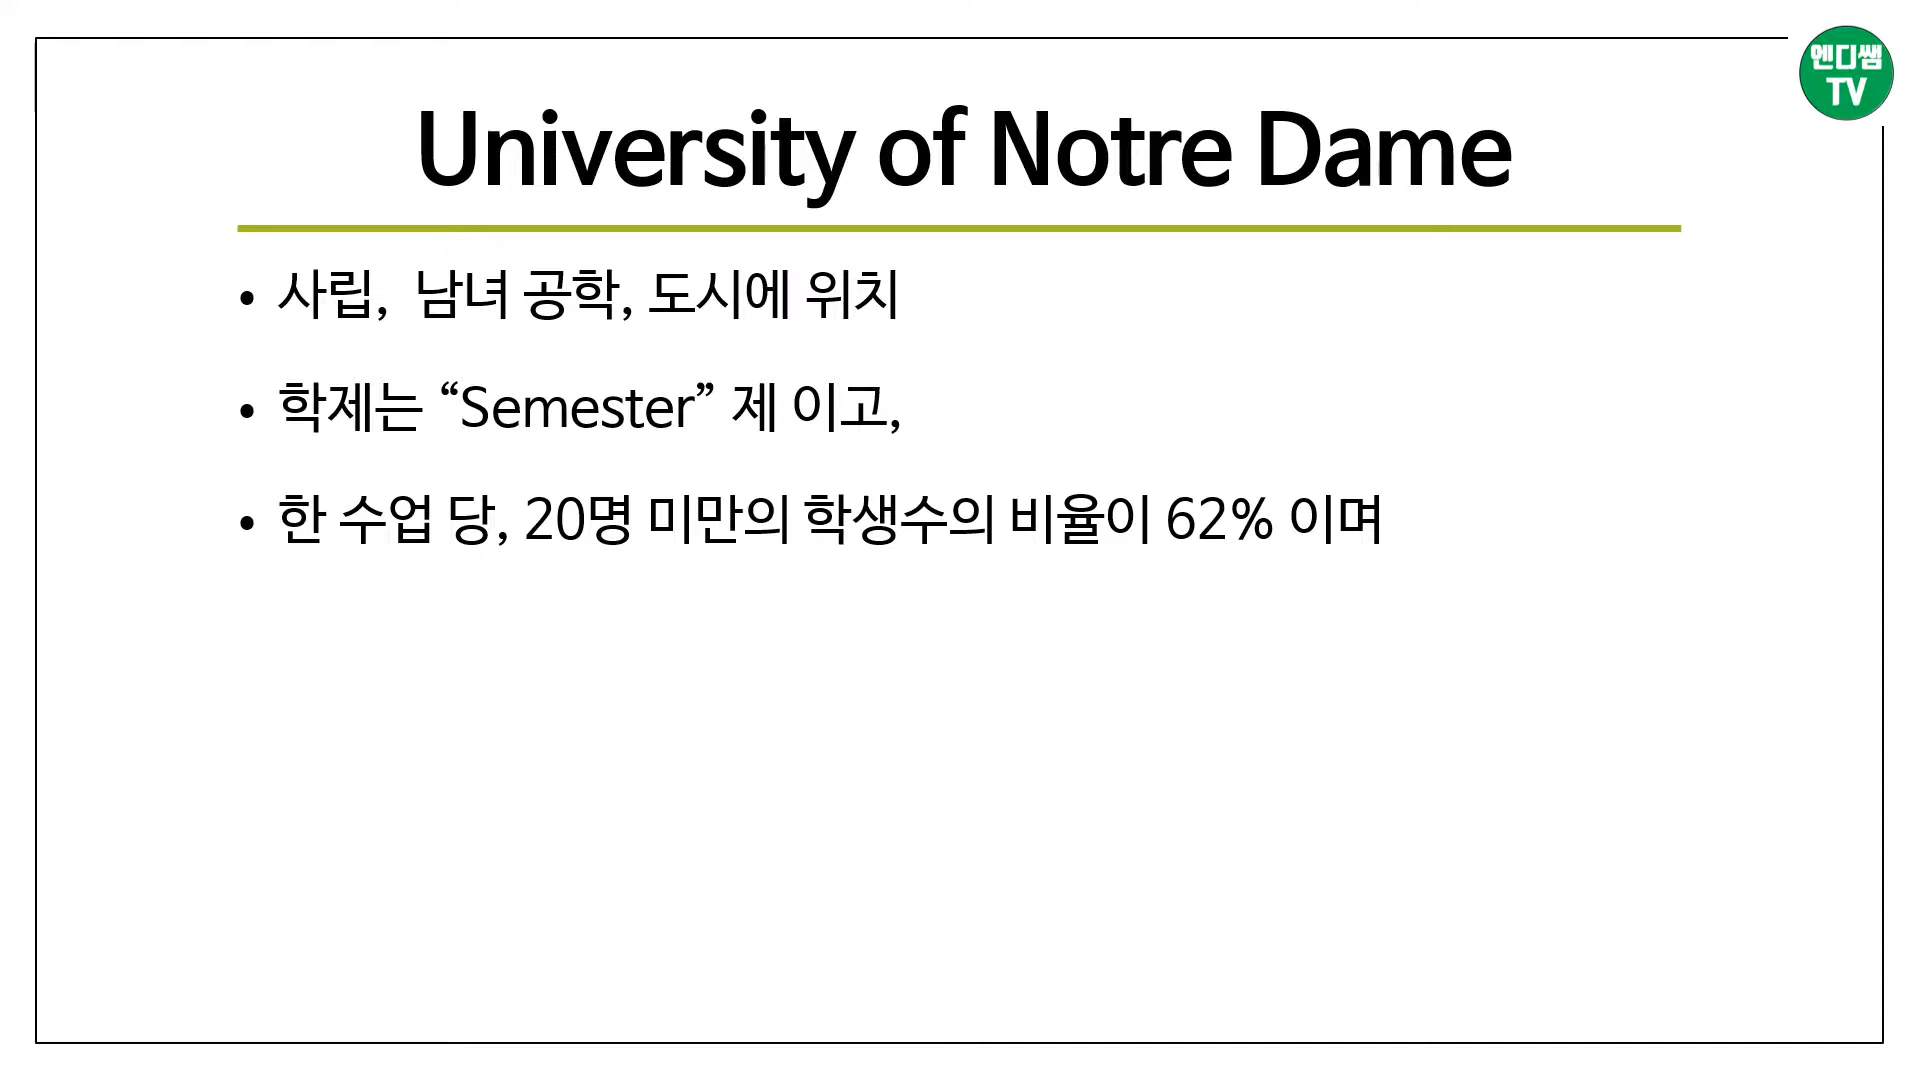 엔디쌤
TV
University of Notre Dame
• 사립, 남녀 공학, 도시에 위치
• 학제는 “Semester” 제 이고,
• 한 수업 당, 20명 미만의 학생수의 비율이 62% 이며